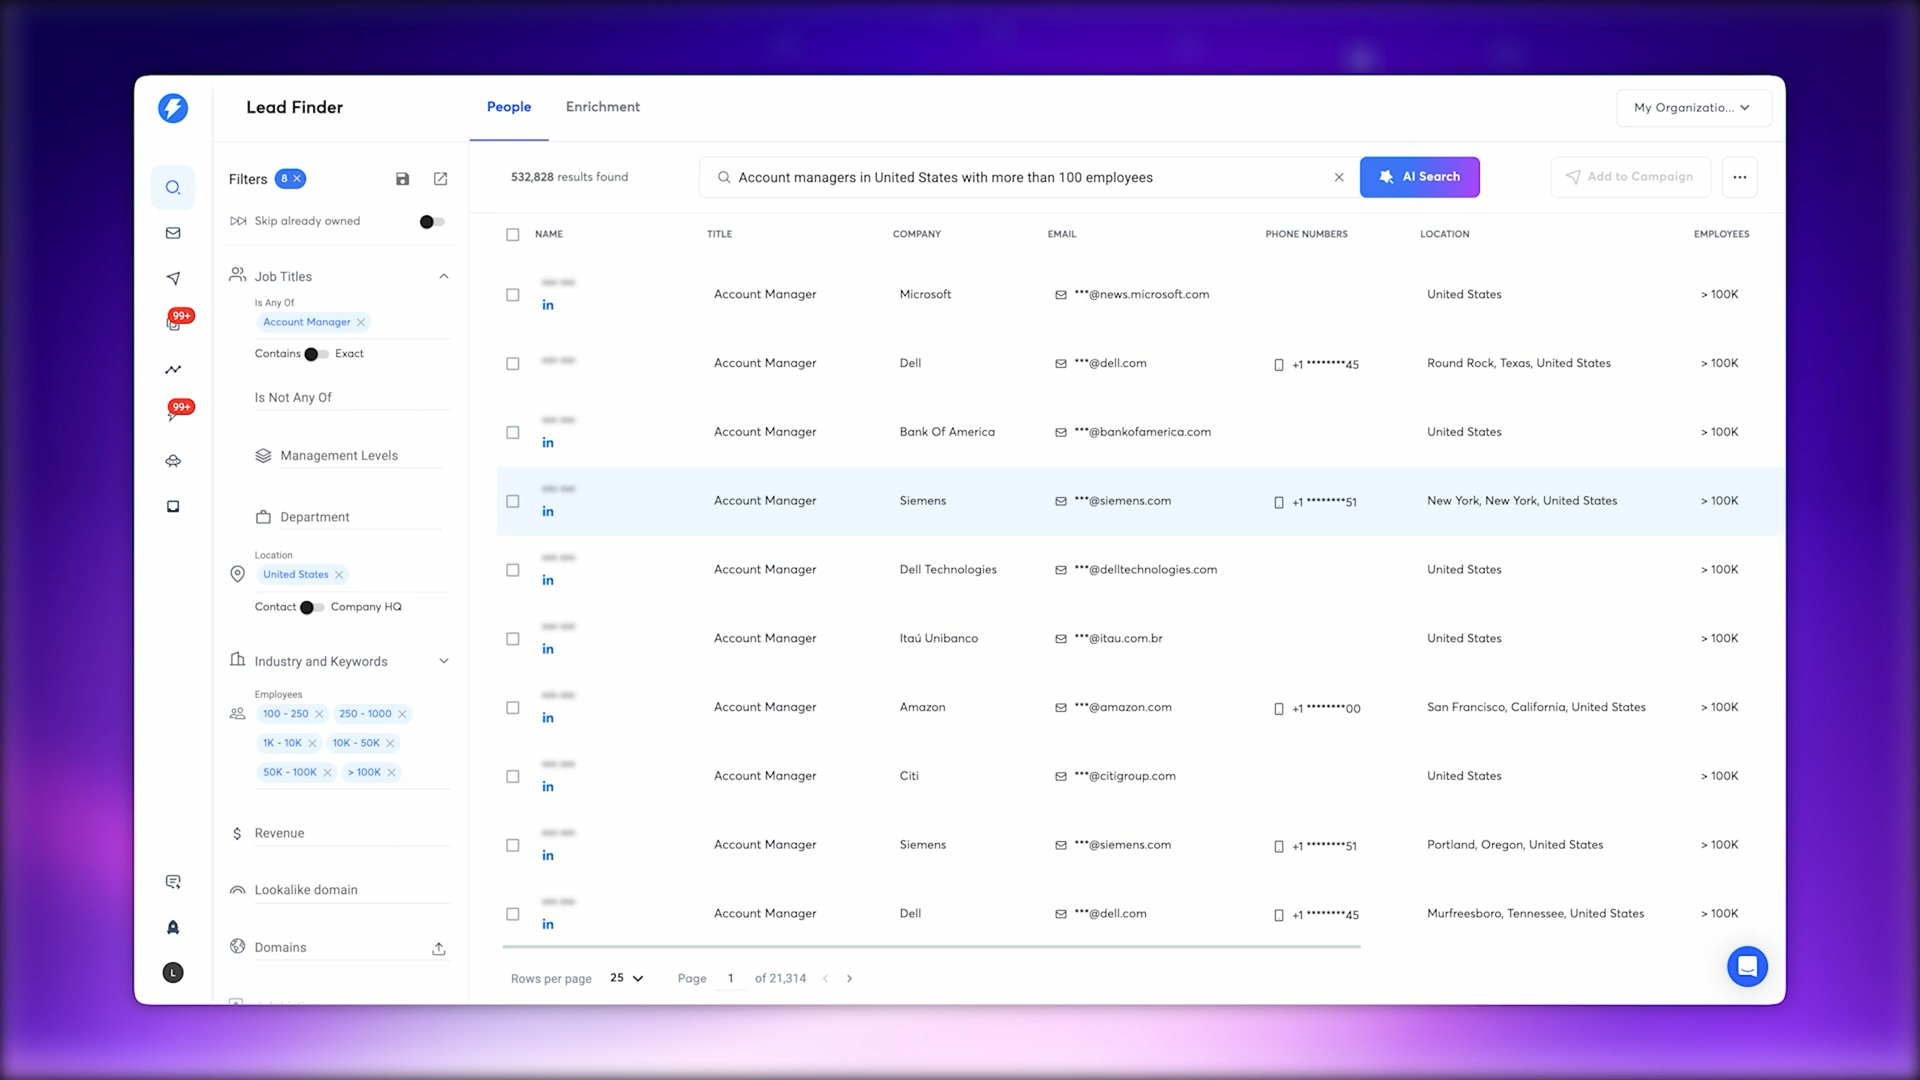 Lead Finder
People
Enrichment
My Organizatio...
Filters
8
532,828 results found
Account managers in United States with more than 100 employees
AI Search
Add to Campaign
Skip already owned
NAME
TITLE
COMPANY
EMAIL
PHONE NUMBERS
LOCATION
EMPLOYEES
Job Titles
Is Any Of
Account Manager
Contains
Exact
Is Not Any Of
Management Levels
Department
Location
United States
Contact
Company HQ
Industry and Keywords
Employees
100 - 250
250 - 1000
1K - 10K
10K - 50K
50K - 100K
> 100K
Revenue
Lookalike domain
Domains
99+
99+
L
in Account Manager Microsoft ***@news.microsoft.com United States > 100K
Account Manager Dell ***@dell.com +1 ********45 Round Rock, Texas, United States > 100K
in Account Manager Bank Of America ***@bankofamerica.com United States > 100K
in Account Manager Siemens ***@siemens.com +1 ********51 New York, New York, United States > 100K
in Account Manager Dell Technologies ***@delltechnologies.com United States > 100K
in Account Manager Itaú Unibanco ***@itau.com.br United States > 100K
in Account Manager Amazon ***@amazon.com +1 ********00 San Francisco, California, United States > 100K
in Account Manager Citi ***@citigroup.com United States > 100K
in Account Manager Siemens ***@siemens.com +1 ********51 Portland, Oregon, United States > 100K
in Account Manager Dell ***@dell.com +1 ********45 Murfreesboro, Tennessee, United States > 100K
Rows per page 25 Page 1 of 21,314